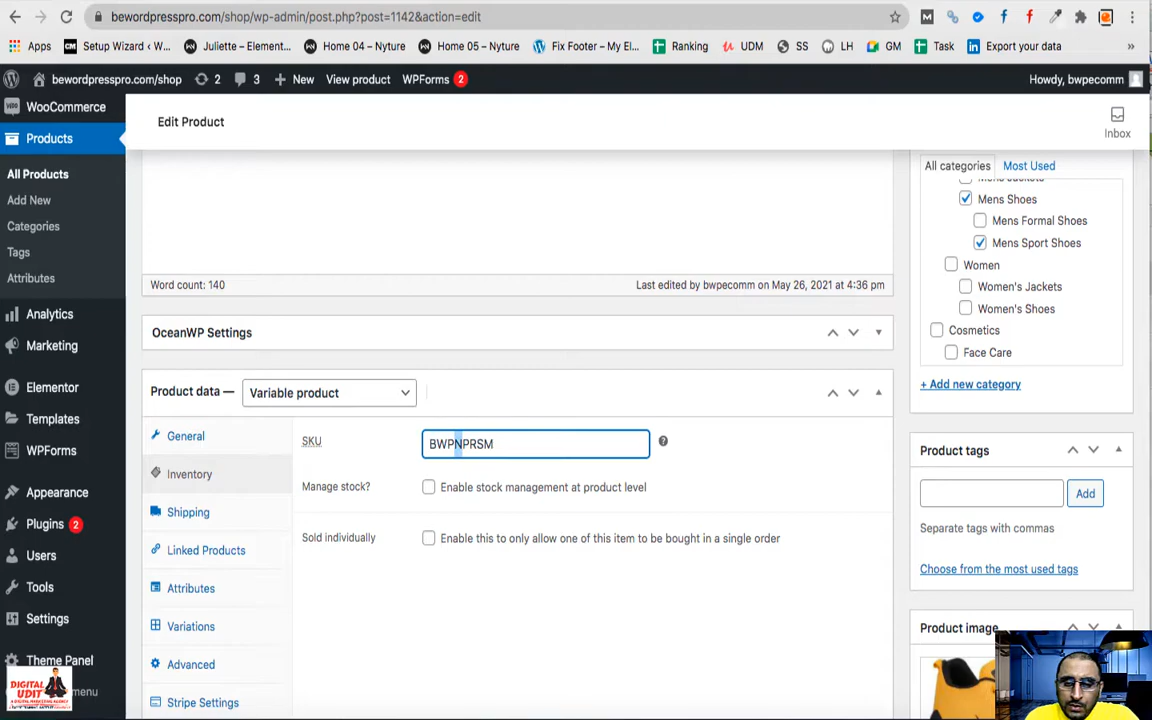 bewordpresspro.com/shop/wp-admin/post.php?post=1142&action=edit
Apps
Setup Wizard ‹ W...
Juliette – Element...
Home 04 – Nyture
Home 05 – Nyture
Fix Footer – My El...
Ranking
UDM
SS
LH
GM
Task
Export your data
»
bewordpresspro.com/shop
2
3
New
View product
WPForms 2
Howdy, bwpecomm
WooCommerce
Products
All Products
Add New
Categories
Tags
Attributes
Analytics
Marketing
Elementor
Templates
WPForms
Appearance
Plugins 2
Users
Tools
Settings
Theme Panel
menu
DIGITAL
UDIT
A DIGITAL MARKETING AGENCY
Edit Product
Inbox
Word count: 140
Last edited by bwpecomm on May 26, 2021 at 4:36 pm
OceanWP Settings
Product data —
Variable product
General
Inventory
Shipping
Linked Products
Attributes
Variations
Advanced
Stripe Settings
SKU
BWPNPRSM
Manage stock?
Enable stock management at product level
Sold individually
Enable this to only allow one of this item to be bought in a single order
All categories
Most Used
Mens Jackets
Mens Shoes
Mens Formal Shoes
Mens Sport Shoes
Women
Women's Jackets
Women's Shoes
Cosmetics
Face Care
+ Add new category
Product tags
Add
Separate tags with commas
Choose from the most used tags
Product image